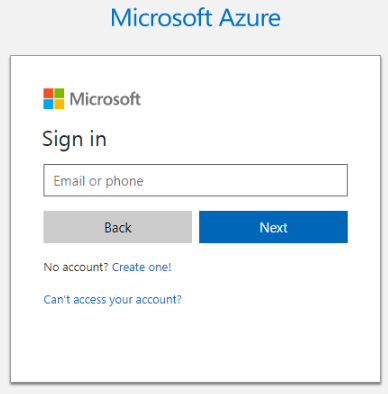 Microsoft Azure
Microsoft
Sign in
Email or phone
Back Next
No account? Create one!
Can't access your account?